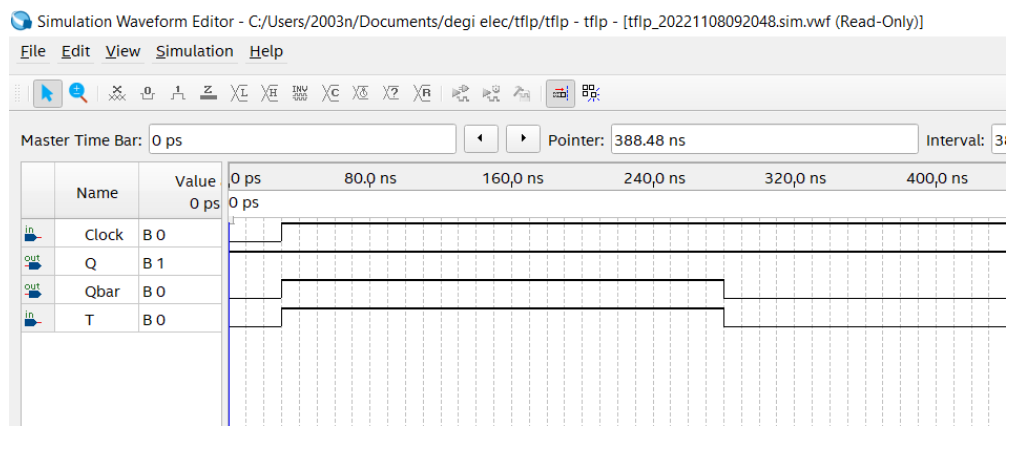 Simulation Waveform Editor - C:/Users/2003n/Documents/degi elec/tflp/tflp - tflp - [tflp_20221108092048.sim.vwf (Read-Only)]
File Edit View Simulation Help
Master Time Bar: 0 ps Pointer: 388.48 ns Interval: 38
Name Value 0 ps
0 ps 80.0 ns 160.0 ns 240.0 ns 320.0 ns 400.0 ns
0 ps
in Clock B 0
out Q B 1
out Qbar B 0
in T B 0